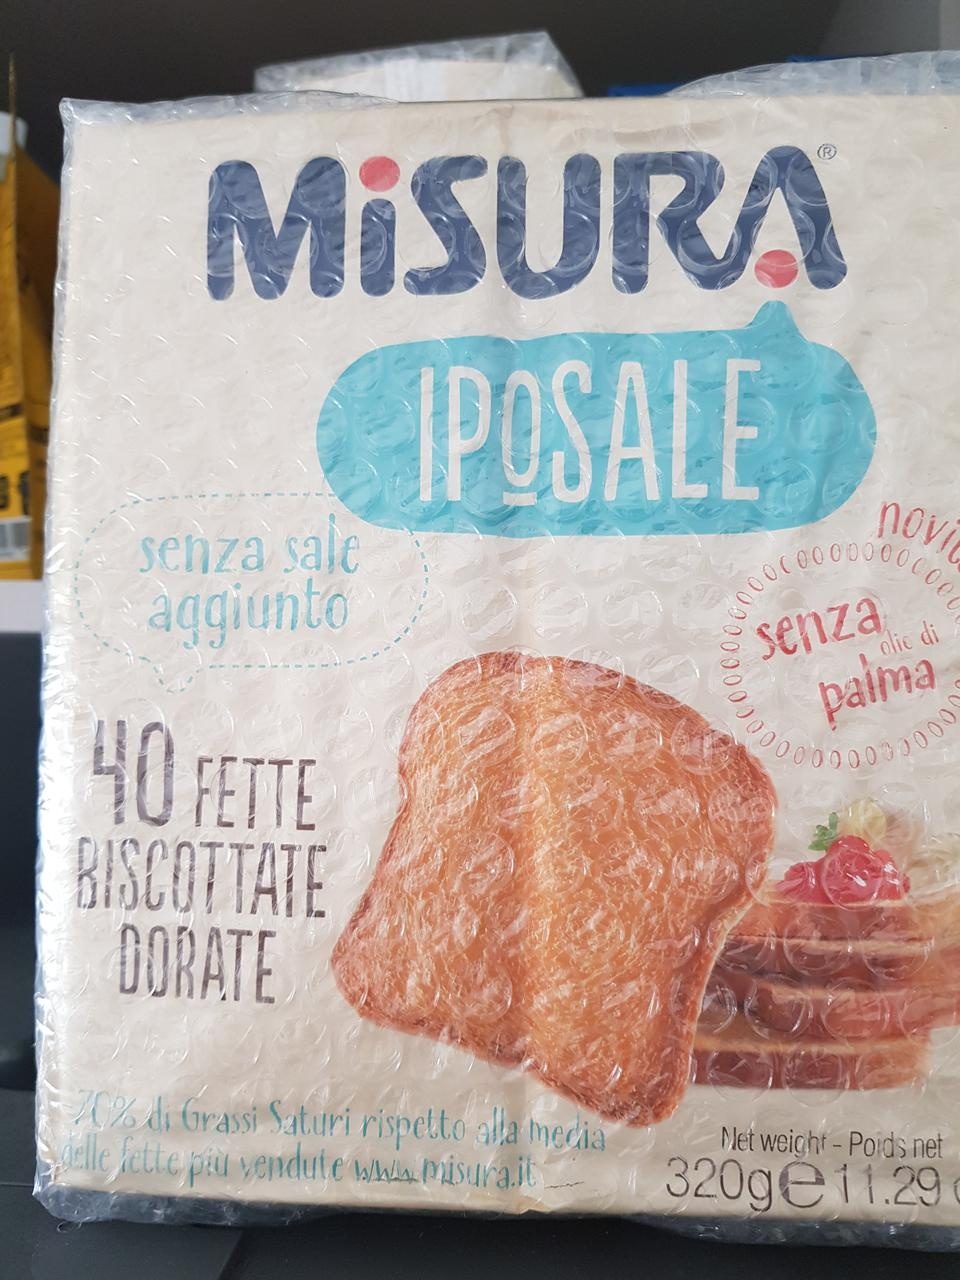 MiSURA®
IPOSALE
senza sale
aggiunto
senza
olio di
palma
40 FETTE
BISCOTTATE
DORATE
70% di Grassi Saturi rispetto alla media
delle fette più vendute www.misura.it
Net weight - Poids net
320g℮11.29